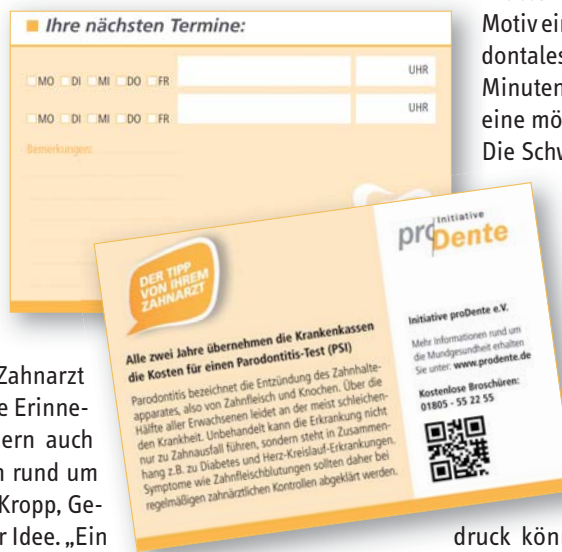 Ihre nächsten Termine:
MO DI MI DO FR
UHR
MO DI MI DO FR
UHR
Bemerkungen:
DER TIPP
VON IHREM
ZAHNARZT
Alle zwei Jahre übernehmen die Krankenkassen
die Kosten für einen Parodontitis-Test (PSI)
Parodontitis bezeichnet die Entzündung des Zahnhalte-
apparates, also von Zahnfleisch und Knochen. Über die
Hälfte aller Erwachsenen leidet an der meist schleichen-
den Krankheit. Unbehandelt kann die Erkrankung nicht
nur zu Zahnausfall führen, sondern steht in Zusammen-
hang z.B. zu Diabetes und Herz-Kreislauf-Erkrankungen.
Symptome wie Zahnfleischblutungen sollten daher bei
regelmäßigen zahnärztlichen Kontrollen abgeklärt werden.
Initiative
proDente
Initiative proDente e.V.
Mehr Informationen rund um
die Mundgesundheit erhalten
Sie unter: www.prodente.de
Kostenlose Broschüren:
01805 - 55 22 55
Motiv ein
dontales
Minuten
eine mö
Die Schw
Zahnarzt
e Erinne-
ern auch
n rund um
Kropp, Ge-
r Idee. „Ein
druck könn